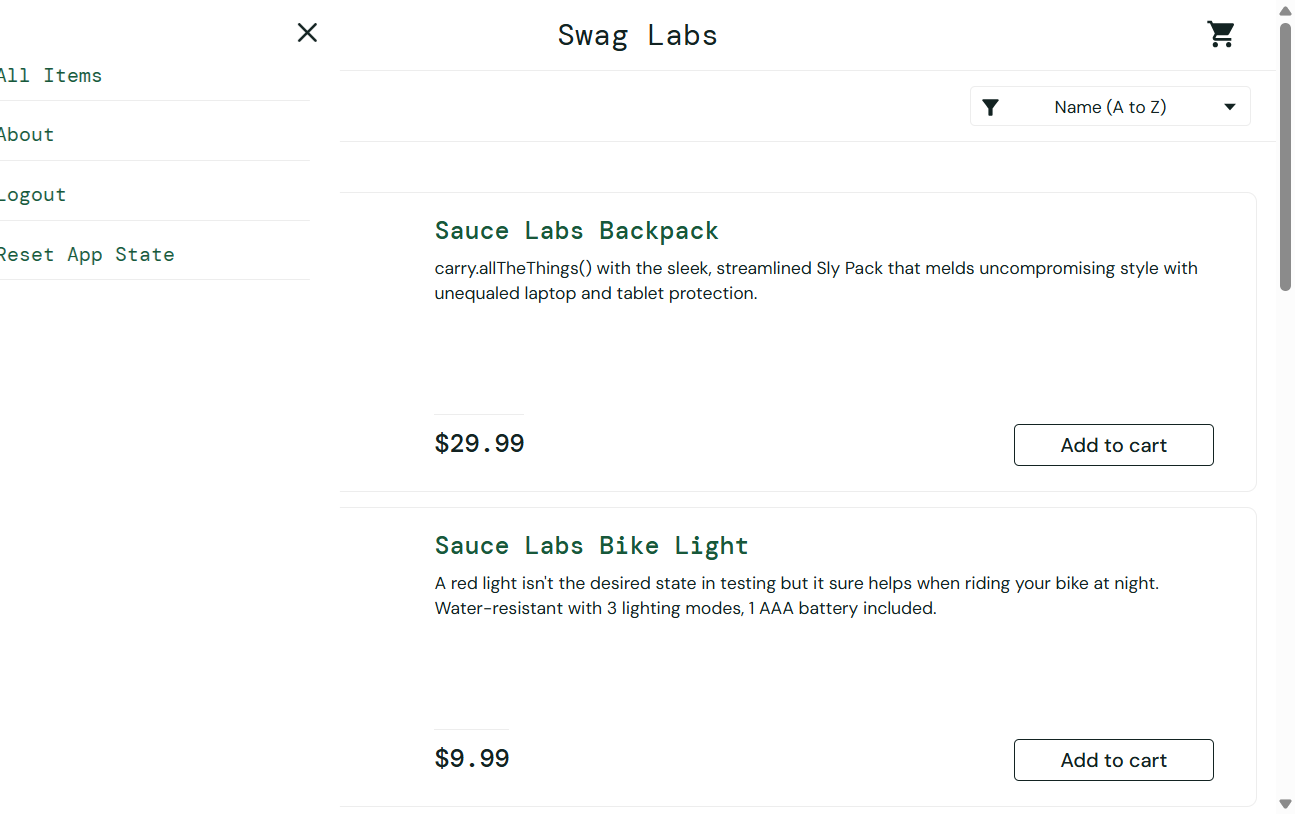 Swag Labs
All Items
About
Logout
Reset App State
Name (A to Z)
Sauce Labs Backpack
carry.allTheThings() with the sleek, streamlined Sly Pack that melds uncompromising style with
unequaled laptop and tablet protection.
$29.99
Add to cart
Sauce Labs Bike Light
A red light isn't the desired state in testing but it sure helps when riding your bike at night.
Water-resistant with 3 lighting modes, 1 AAA battery included.
$9.99
Add to cart